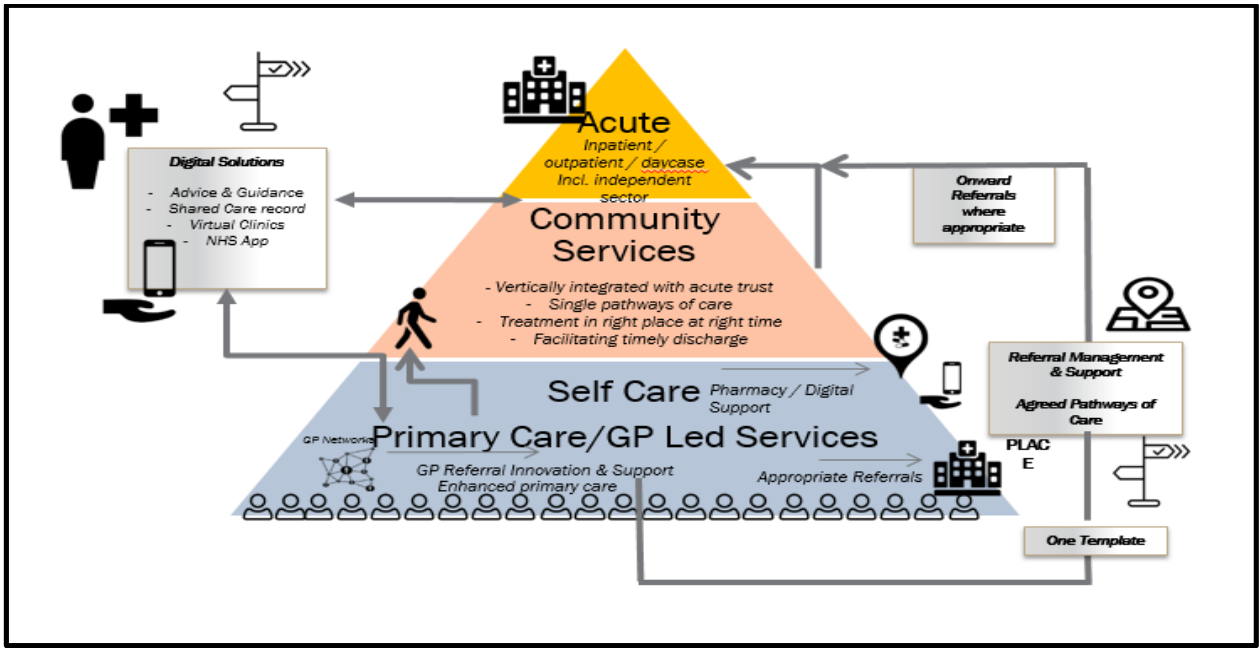 Acute
Inpatient /
outpatient / daycase
Incl. independent
sector
Digital Solutions
- Advice & Guidance
- Shared Care record
- Virtual Clinics
- NHS App
Onward
Referrals
where
appropriate
Community
Services
- Vertically integrated with acute trust
- Single pathways of care
- Treatment in right place at right time
- Facilitating timely discharge
Referral Management
& Support
Agreed Pathways of
Care
Self Care
Pharmacy / Digital
Support
GP Networks
Primary Care/GP Led Services
PLAC
E
GP Referral Innovation & Support
Enhanced primary care
Appropriate Referrals
One Template